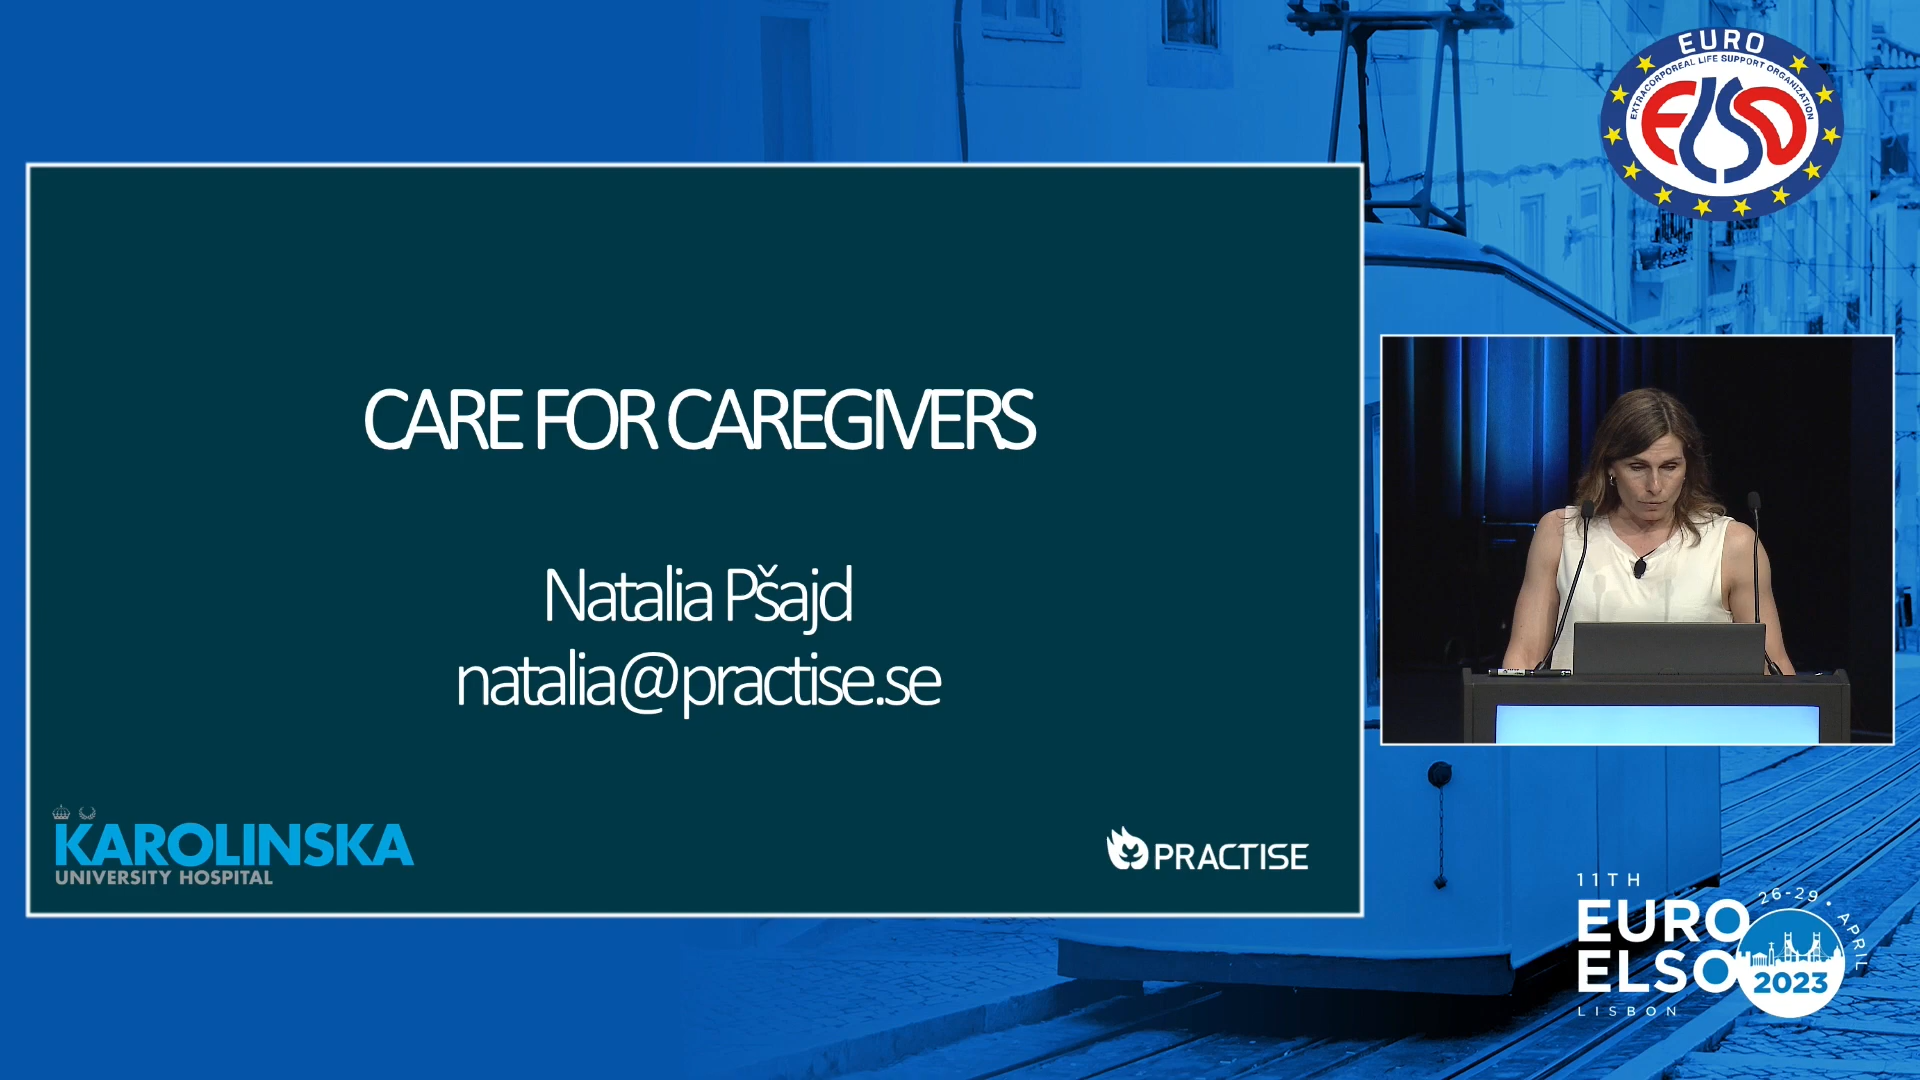 EURO
EXTRACORPOREAL LIFE SUPPORT ORGANIZATION
ELSO
CARE FOR CAREGIVERS
Natalia Pšajd
natalia@practise.se
KAROLINSKA
UNIVERSITY HOSPITAL
PRACTISE
11TH
EURO
ELSO
LISBON
26-29 • APRIL
2023